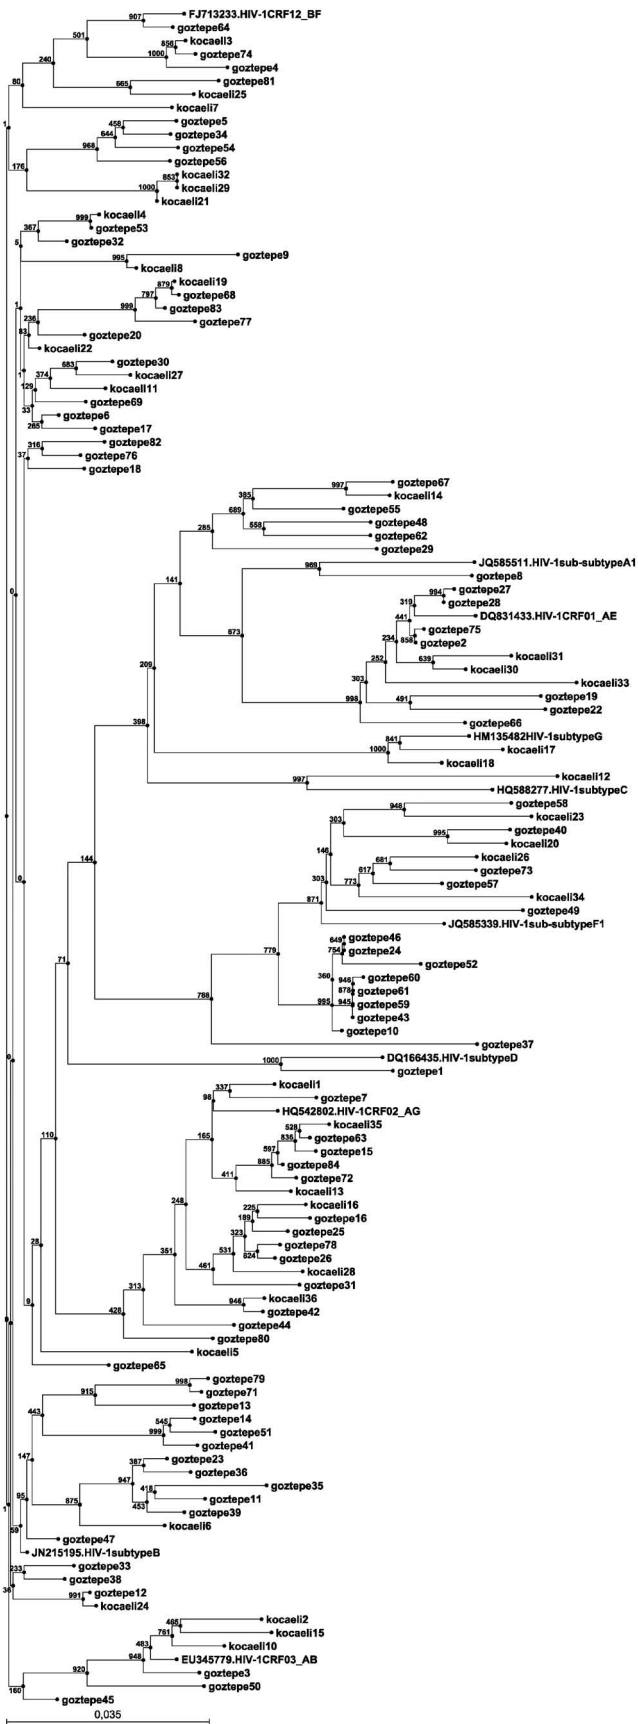 FJ713233.HIV-1CRF12_BF
907
goztepe64
501
kocaeli3
856
goztepe74
1000
240
goztepe4
80
goztepe81
565
kocaeli25
kocaeli7
1
goztepe5
458
goztepe34
644
goztepe54
968
goztepe56
176
kocaeli32
853
kocaeli29
1000
kocaeli21
kocaeli4
999
goztepe53
367
goztepe32
5
goztepe9
995
kocaeli8
kocaeli19
879
goztepe68
797
goztepe83
999
1
goztepe77
236
goztepe20
83
kocaeli22
goztepe30
683
kocaeli27
1
374
kocaeli11
129
goztepe69
33
goztepe6
265
goztepe17
goztepe82
316
goztepe76
37
goztepe18
goztepe67
997
kocaeli14
385
goztepe55
689
goztepe48
558
goztepe62
285
goztepe29
JQ585511.HIV-1sub-subtypeA1
969
goztepe8
141
goztepe27
994
goztepe28
319
DQ831433.HIV-1CRF01_AE
441
goztepe75
858
goztepe2
673
234
kocaeli31
639
kocaeli30
252
kocaeli33
209
303
goztepe19
491
goztepe22
998
goztepe66
398
HM135482HIV-1subtypeG
841
kocaeli17
1000
kocaeli18
kocaeli12
997
HQ588277.HIV-1subtypeC
goztepe58
948
kocaeli23
303
goztepe40
995
kocaeli20
146
kocaeli26
681
goztepe73
617
goztepe57
773
kocaeli34
303
goztepe49
871
JQ585339.HIV-1sub-subtypeF1
144
0
0
goztepe46
649
goztepe24
754
goztepe52
779
360
goztepe60
946
goztepe61
878
goztepe59
945
goztepe43
995
goztepe10
788
goztepe37
71
DQ166435.HIV-1subtypeD
1000
goztepe1
0
kocaeli1
337
goztepe7
98
HQ542802.HIV-1CRF02_AG
kocaeli35
528
goztepe63
836
goztepe15
597
goztepe84
885
goztepe72
411
kocaeli13
165
110
kocaeli16
225
goztepe16
189
goztepe25
323
goztepe78
824
goztepe26
531
kocaeli28
461
goztepe31
248
28
351
kocaeli36
946
goztepe42
313
goztepe44
428
goztepe80
9
kocaeli5
goztepe65
goztepe79
998
goztepe71
915
goztepe13
443
goztepe14
545
goztepe51
999
goztepe41
147
goztepe23
387
goztepe36
947
goztepe35
418
goztepe11
453
goztepe39
875
kocaeli6
95
goztepe47
1
59
JN215195.HIV-1subtypeB
goztepe33
233
goztepe38
36
goztepe12
991
kocaeli24
kocaeli2
465
kocaeli15
761
kocaeli10
483
EU345779.HIV-1CRF03_AB
948
goztepe3
920
goztepe50
160
goztepe45
0,035